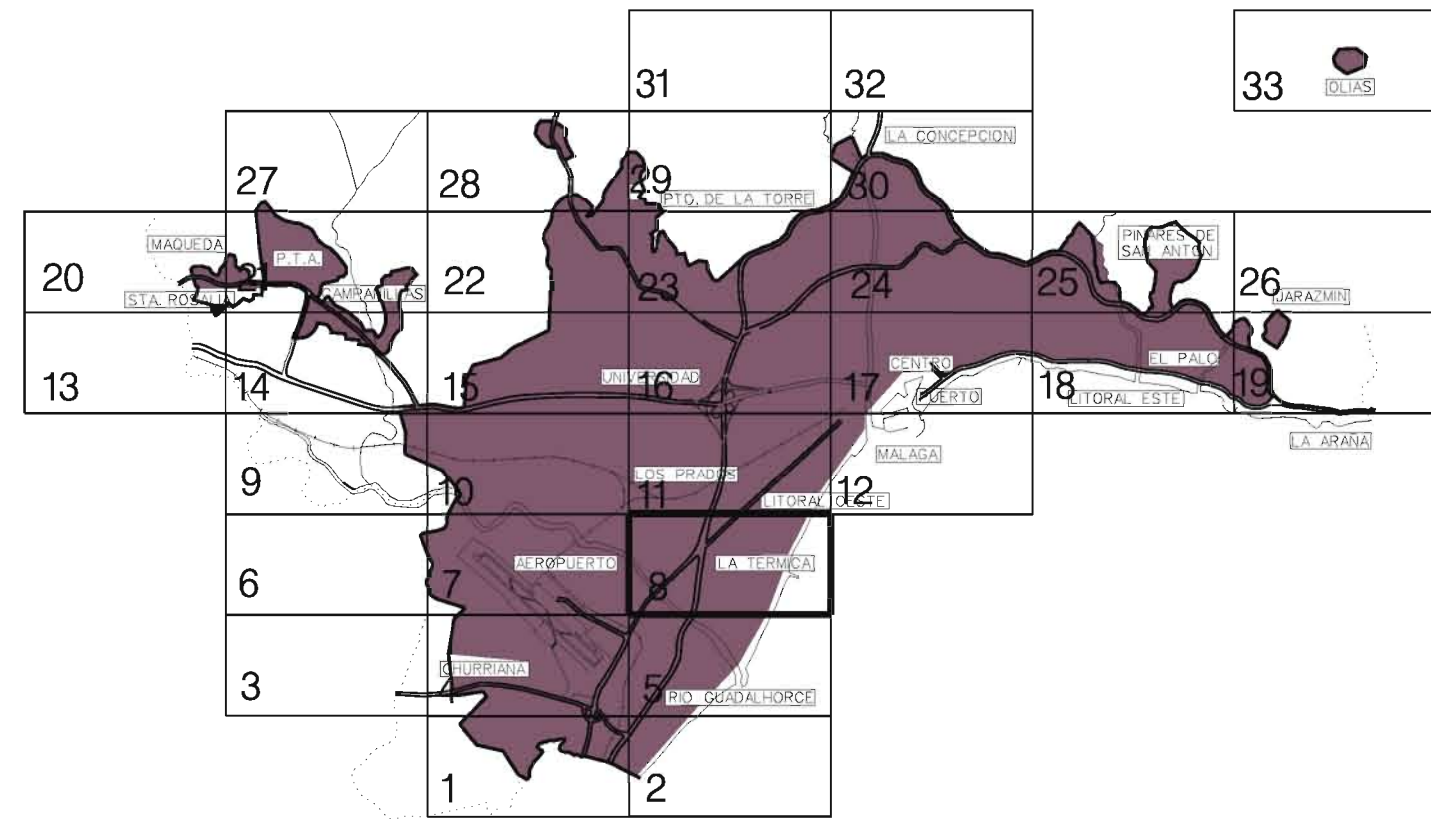 31
32
33
OLIAS
LA CONCEPCION
27
28
29
PTO. DE LA TORRE
30
MAQUEDA
P.T.A.
PINARES DE
SAN ANTON
20
STA. ROSALIA
21
CAMPANILLAS
22
23
24
25
26
JARAZMIN
13
14
15
UNIVERSIDAD
16
CENTRO
17
PUERTO
EL PALO
18
LITORAL ESTE
19
LA ARAÑA
MALAGA
9
10
LOS PRADOS
11
LITORAL OESTE
12
6
7
AEROPUERTO
8
LA TERMICA
3
CHURRIANA
5
RIO GUADALHORCE
1
2